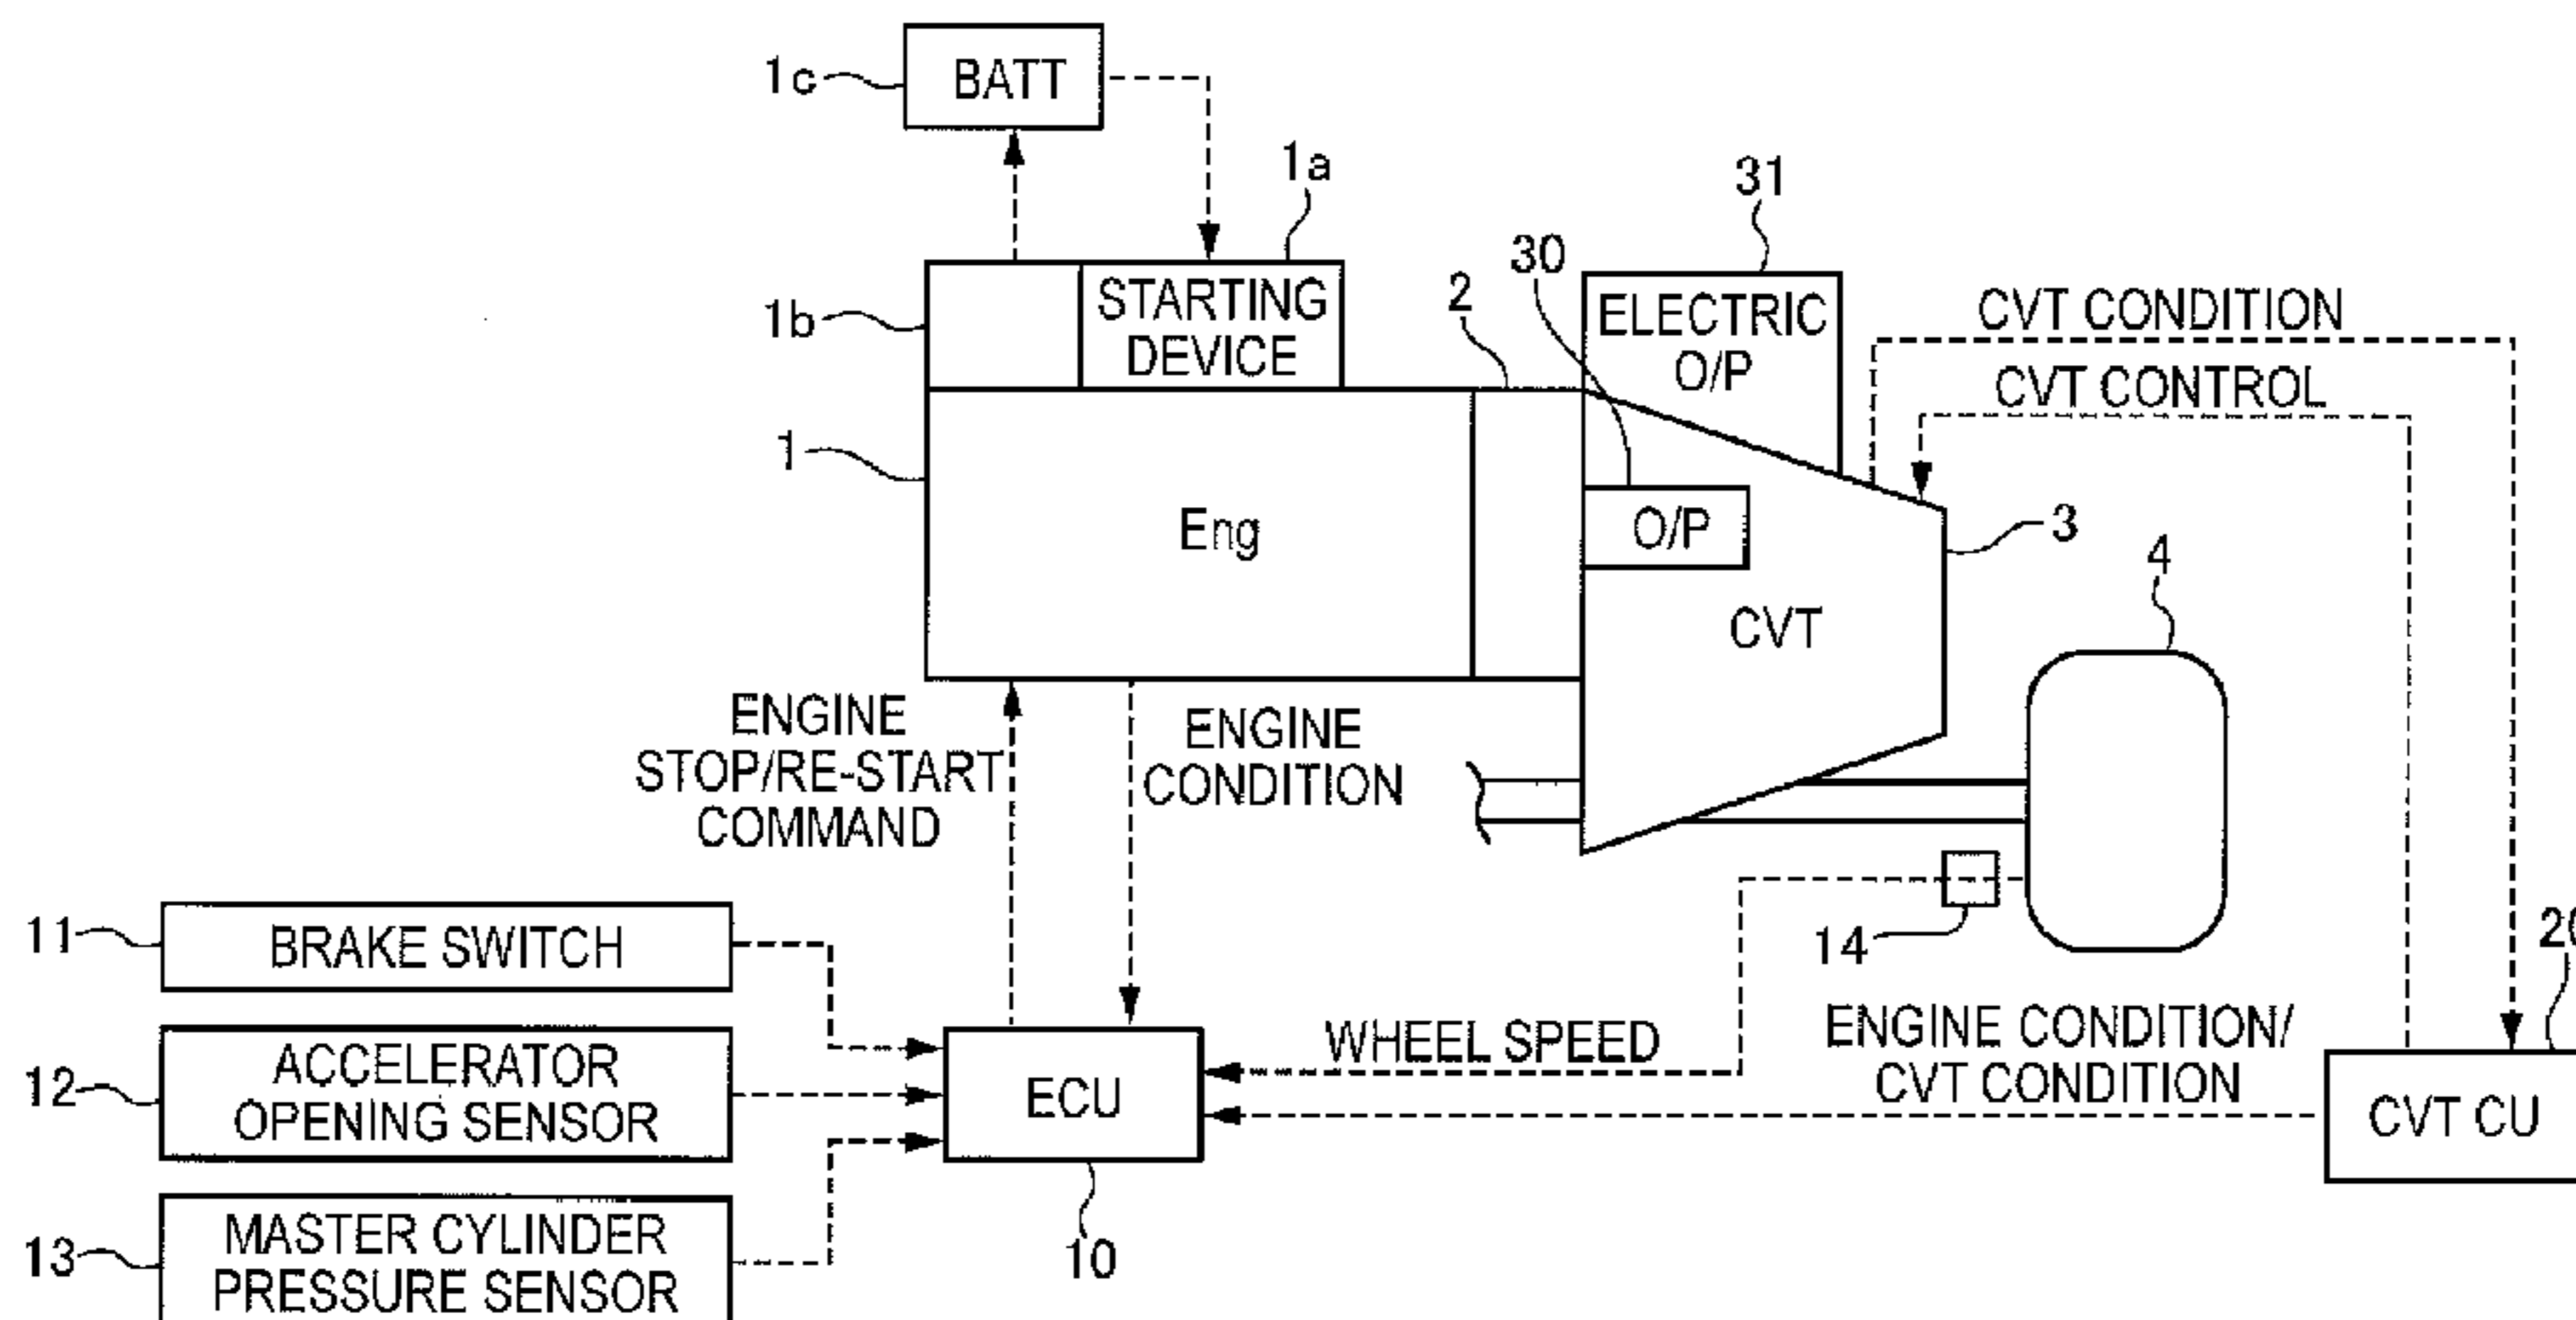 1c
BATT
1a
31
30
1b
STARTING
DEVICE
2
ELECTRIC
O/P
CVT CONDITION
CVT CONTROL
1
Eng
O/P
3
CVT
4
ENGINE
STOP/RE-START
COMMAND
ENGINE
CONDITION
11
BRAKE SWITCH
14
20
12
ACCELERATOR
OPENING SENSOR
ECU
WHEEL SPEED
ENGINE CONDITION/
CVT CONDITION
CVT CU
13
MASTER CYLINDER
PRESSURE SENSOR
10